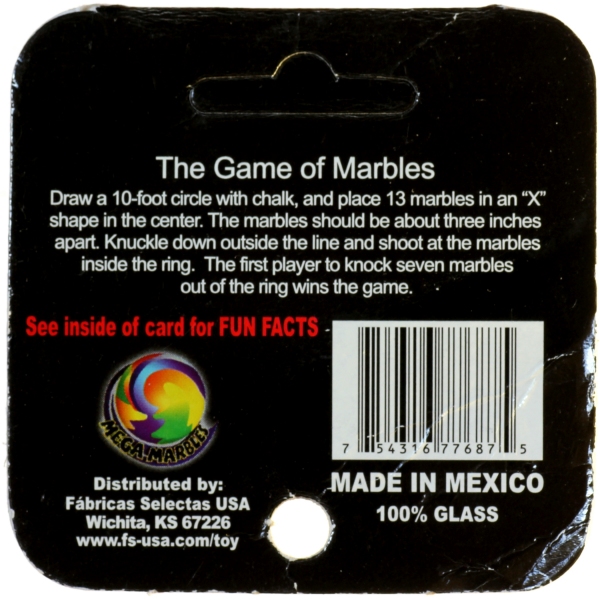 The Game of Marbles
Draw a 10-foot circle with chalk, and place 13 marbles in an “X”
shape in the center. The marbles should be about three inches
apart. Knuckle down outside the line and shoot at the marbles
inside the ring. The first player to knock seven marbles
out of the ring wins the game.
See inside of card for FUN FACTS
MEGA-MARBLES
Distributed by:
Fábricas Selectas USA
Wichita, KS 67226
www.fs-usa.com/toy
7 54316 77687 5
MADE IN MEXICO
100% GLASS